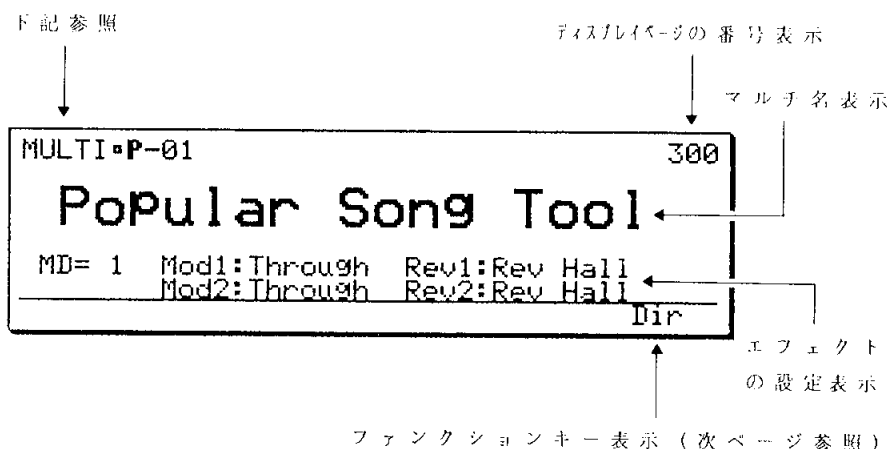 下記参照
ディスプレイページの番号表示
マルチ名表示
MULTI▫P-01 300
Popular Song Tool
MD= 1 Mod1:Through Rev1:Rev Hall
Mod2:Through Rev2:Rev Hall
Dir
エフェクト
の設定表示
ファンクションキー表示(次ページ参照)